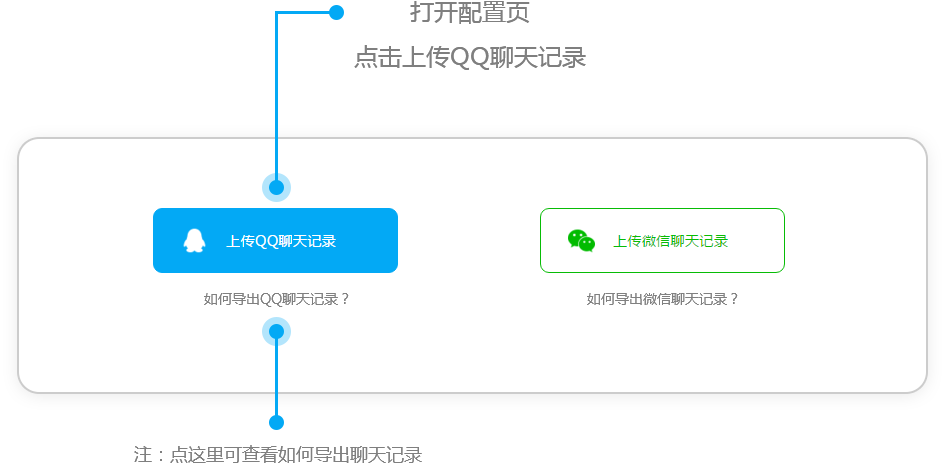 打开配置页
点击上传QQ聊天记录
上传QQ聊天记录
上传微信聊天记录
如何导出QQ聊天记录？
如何导出微信聊天记录？
注：点这里可查看如何导出聊天记录